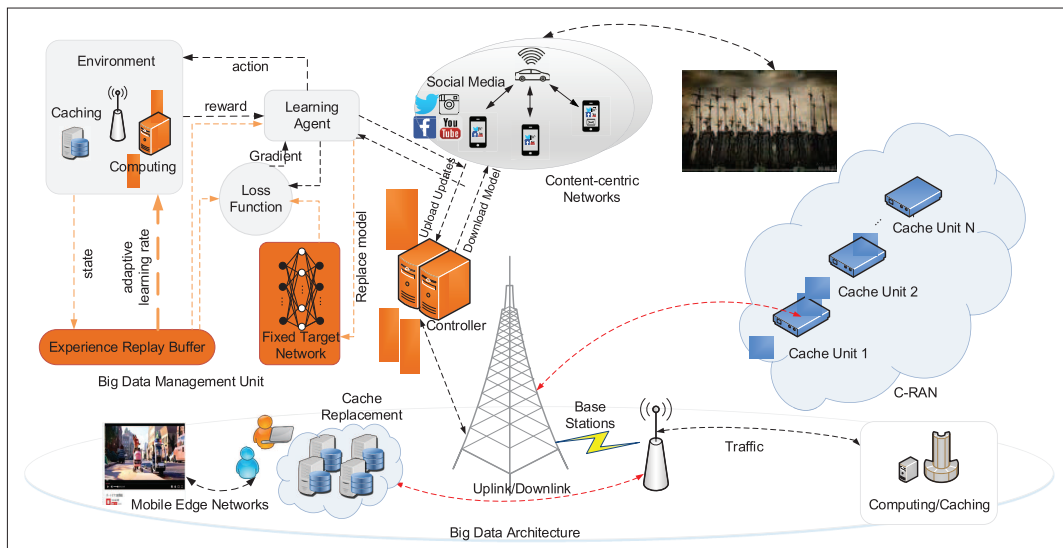 Environment
action
Caching
Computing
reward
Learning
Agent
Gradient
Loss
Function
state
adaptive
learning rate
Replace model
Experience Replay Buffer
Fixed Target
Network
Big Data Management Unit
Social Media
You
Tube
Content-centric
Networks
Upload Updates
Download Model
Controller
Cache Unit N
Cache Unit 2
Cache Unit 1
C-RAN
Cache
Replacement
Mobile Edge Networks
Base
Stations
Uplink/Downlink
Traffic
Computing/Caching
Big Data Architecture